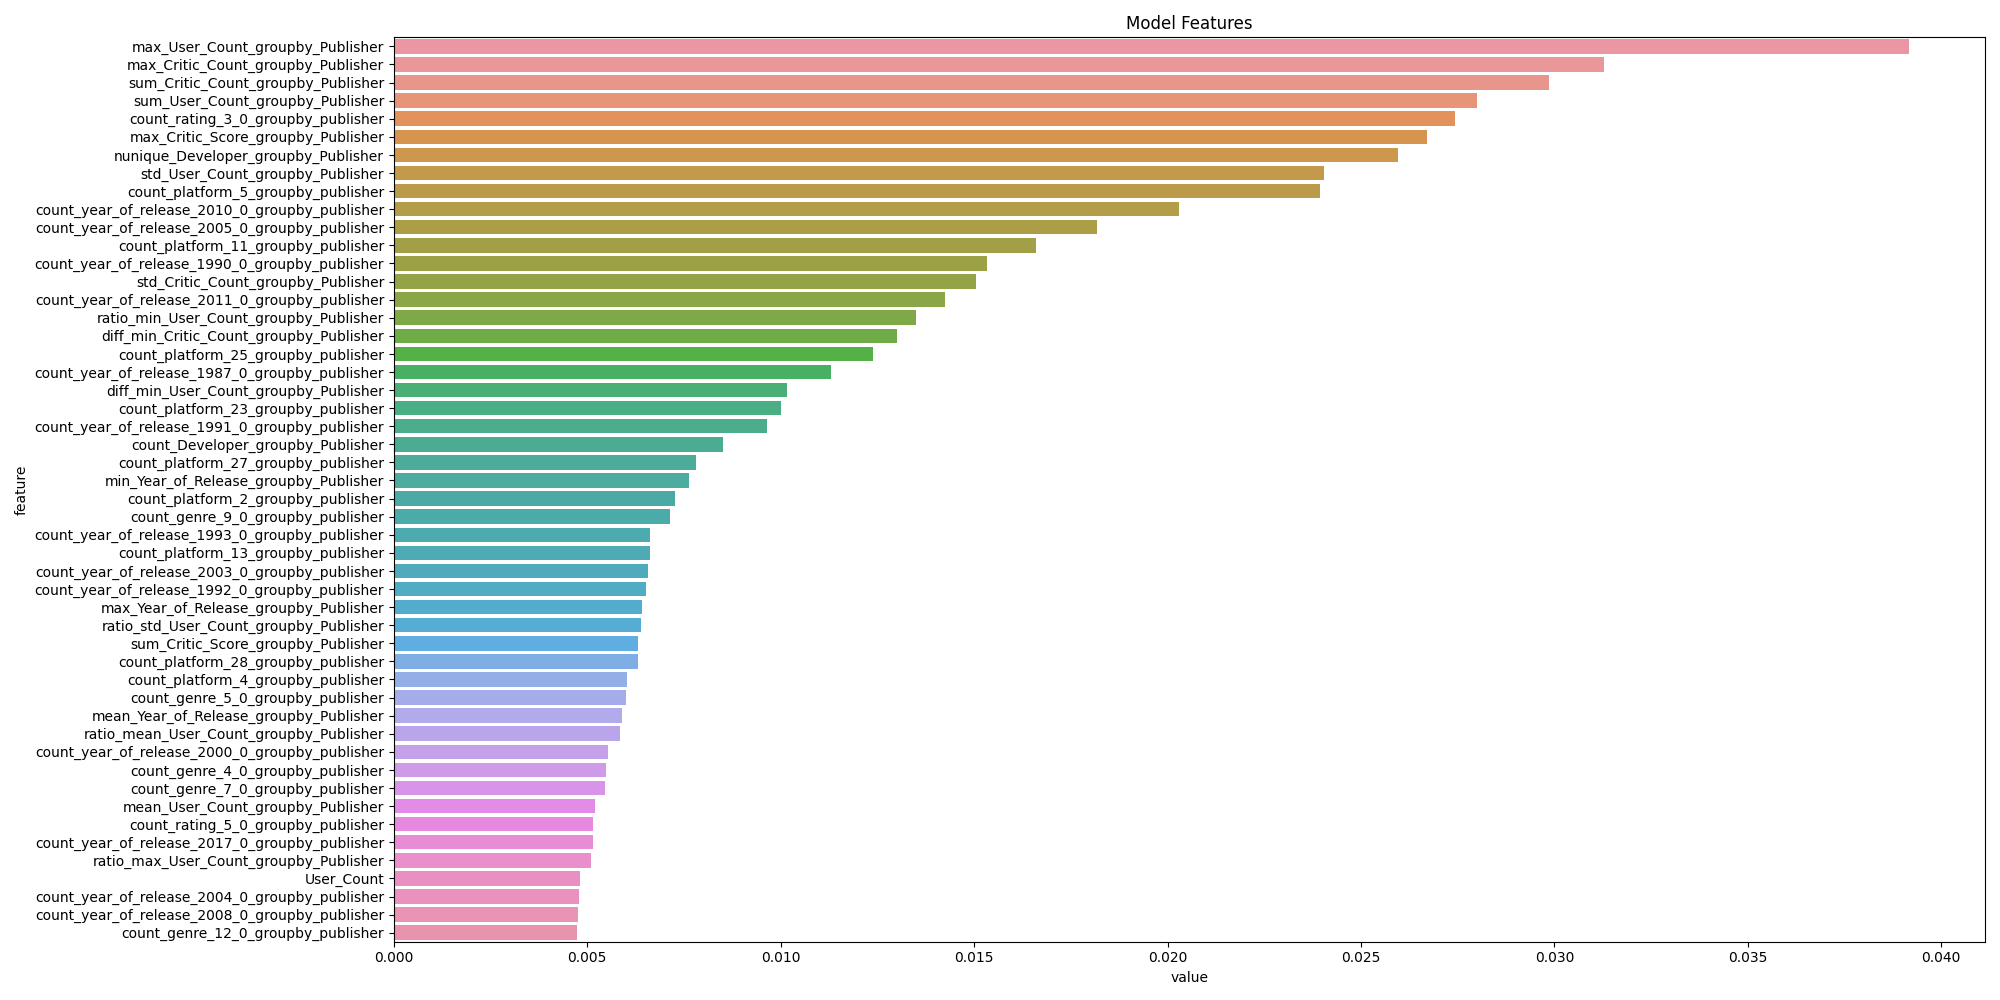 Model Features
max_User_Count_groupby_Publisher
max_Critic_Count_groupby_Publisher
sum_Critic_Count_groupby_Publisher
sum_User_Count_groupby_Publisher
count_rating_3_0_groupby_publisher
max_Critic_Score_groupby_Publisher
nunique_Developer_groupby_Publisher
std_User_Count_groupby_Publisher
count_platform_5_groupby_publisher
count_year_of_release_2010_0_groupby_publisher
count_year_of_release_2005_0_groupby_publisher
count_platform_11_groupby_publisher
count_year_of_release_1990_0_groupby_publisher
std_Critic_Count_groupby_Publisher
count_year_of_release_2011_0_groupby_publisher
ratio_min_User_Count_groupby_Publisher
diff_min_Critic_Count_groupby_Publisher
count_platform_25_groupby_publisher
count_year_of_release_1987_0_groupby_publisher
diff_min_User_Count_groupby_Publisher
count_platform_23_groupby_publisher
count_year_of_release_1991_0_groupby_publisher
count_Developer_groupby_Publisher
count_platform_27_groupby_publisher
min_Year_of_Release_groupby_Publisher
count_platform_2_groupby_publisher
count_genre_9_0_groupby_publisher
count_year_of_release_1993_0_groupby_publisher
count_platform_13_groupby_publisher
count_year_of_release_2003_0_groupby_publisher
count_year_of_release_1992_0_groupby_publisher
max_Year_of_Release_groupby_Publisher
ratio_std_User_Count_groupby_Publisher
sum_Critic_Score_groupby_Publisher
count_platform_28_groupby_publisher
count_platform_4_groupby_publisher
count_genre_5_0_groupby_publisher
mean_Year_of_Release_groupby_Publisher
ratio_mean_User_Count_groupby_Publisher
count_year_of_release_2000_0_groupby_publisher
count_genre_4_0_groupby_publisher
count_genre_7_0_groupby_publisher
mean_User_Count_groupby_Publisher
count_rating_5_0_groupby_publisher
count_year_of_release_2017_0_groupby_publisher
ratio_max_User_Count_groupby_Publisher
User_Count
count_year_of_release_2004_0_groupby_publisher
count_year_of_release_2008_0_groupby_publisher
count_genre_12_0_groupby_publisher
feature
0.000 0.005 0.010 0.015 0.020 0.025 0.030 0.035 0.040
value